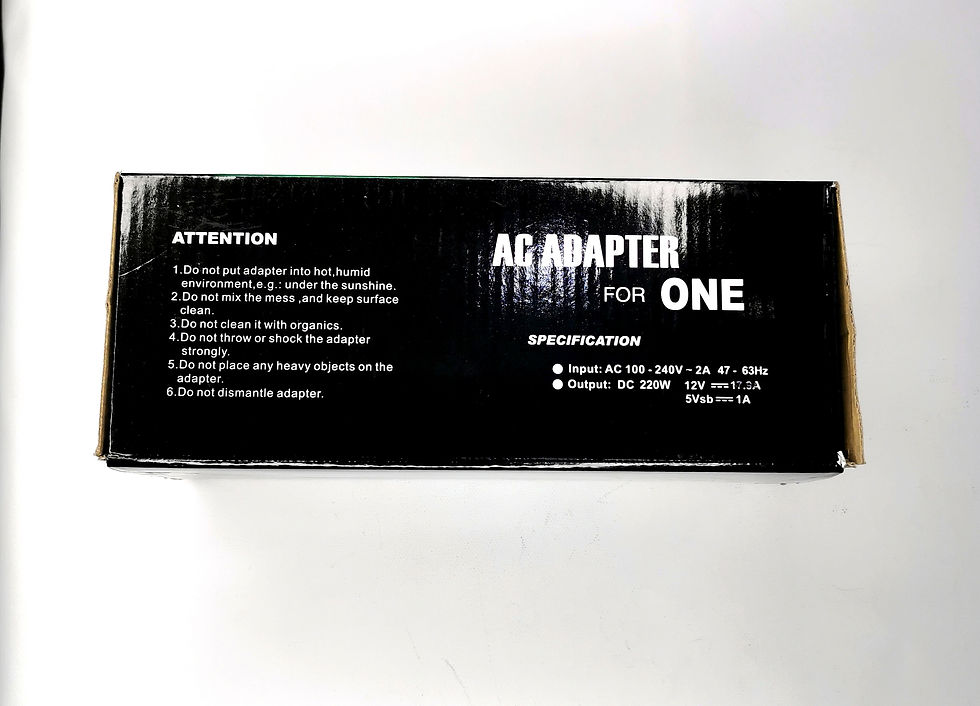 ATTENTION
1.Do not put adapter into hot,humid
environment,e.g.: under the sunshine.
2.Do not mix the mess ,and keep surface
clean.
3.Do not clean it with organics.
4.Do not throw or shock the adapter
strongly.
5.Do not place any heavy objects on the
adapter.
6.Do not dismantle adapter.
AC ADAPTER
FOR ONE
SPECIFICATION
● Input: AC 100 - 240V ~ 2A 47 - 63Hz
● Output: DC 220W 12V ⎓
5Vsb ⎓ 1A